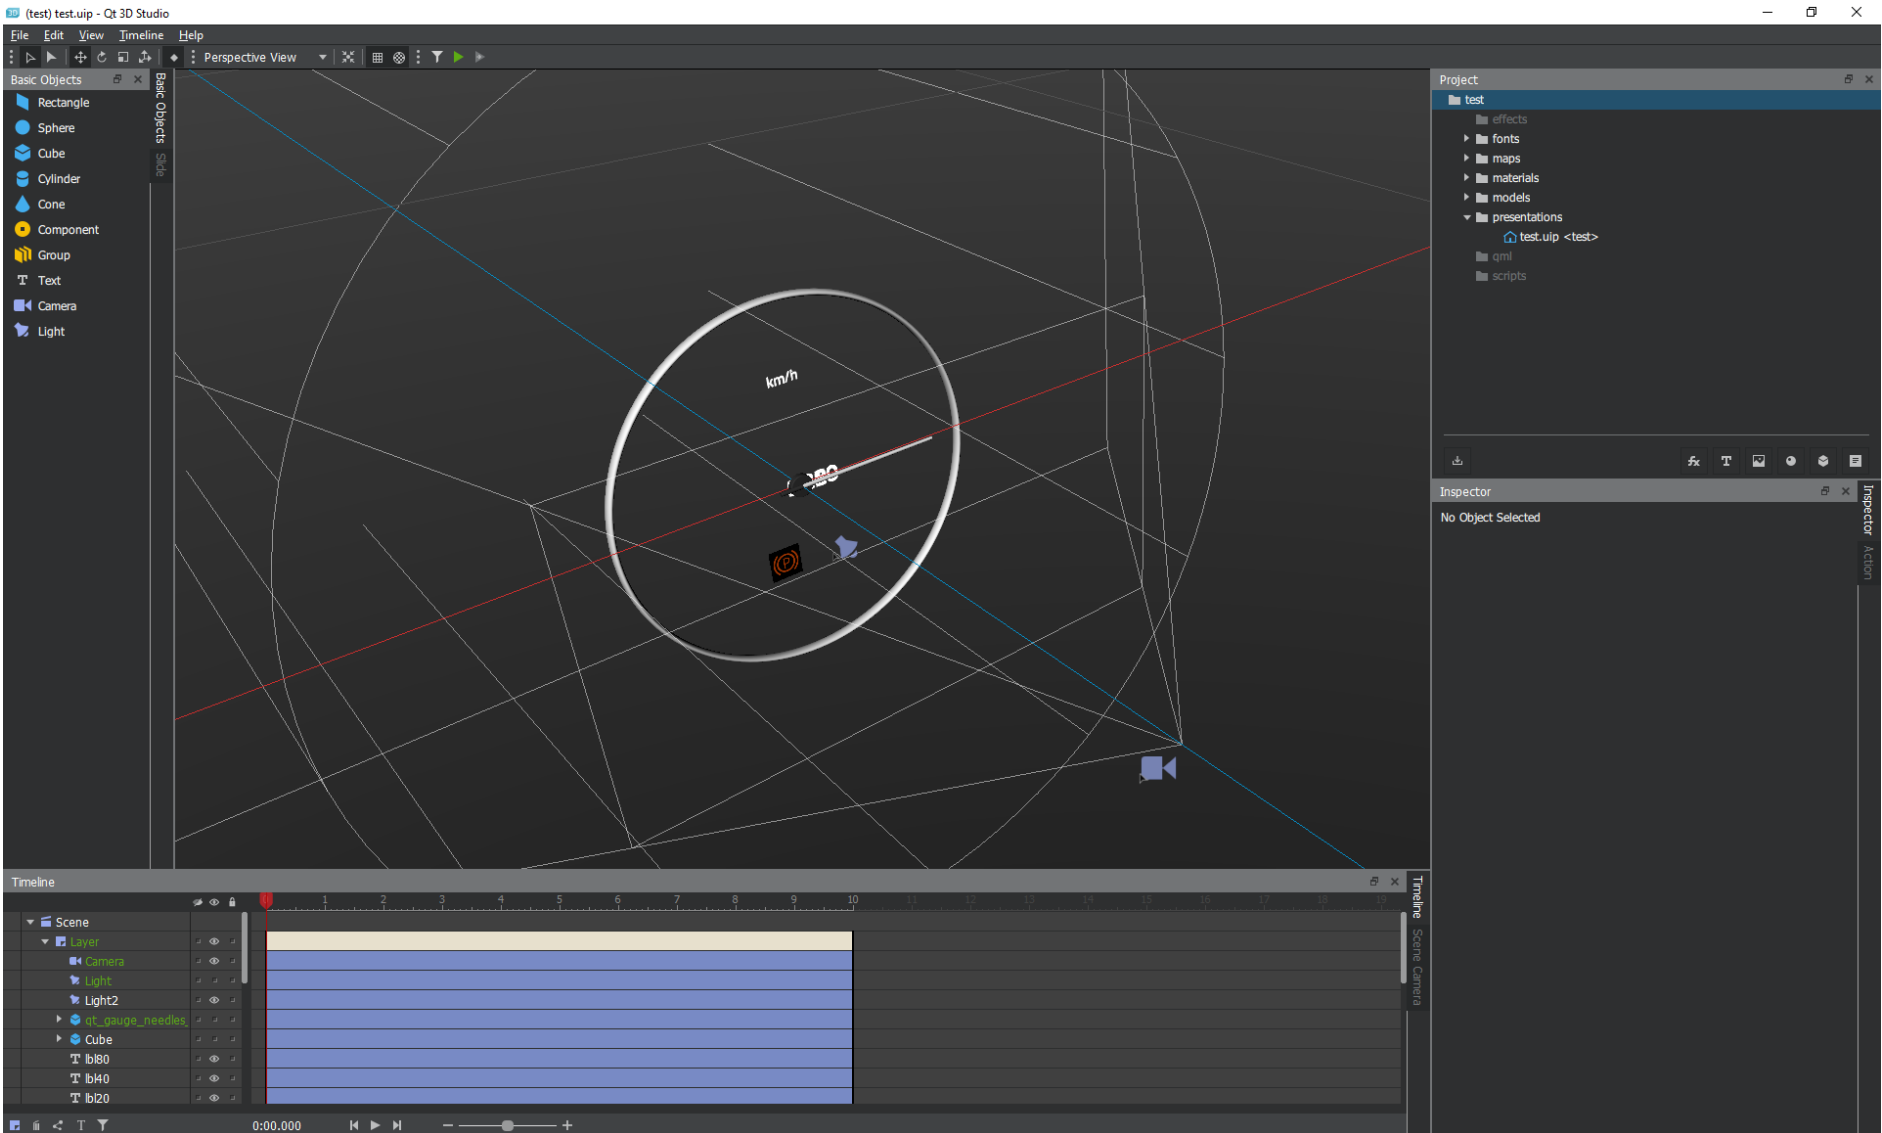 (test) test.uip - Qt 3D Studio
File Edit View Timeline Help
Perspective View
Basic Objects
Rectangle
Sphere
Cube
Cylinder
Cone
Component
Group
Text
Camera
Light
Basic Objects
Slide
km/h
Project
test
effects
fonts
maps
materials
models
presentations
test.uip <test>
qml
scripts
Inspector
No Object Selected
Inspector
Action
Timeline
0 1 2 3 4 5 6 7 8 9 10 11 12 13 14 15 16 17 18 19
Scene
Layer
Camera
Light
Light2
qt_gauge_needles_
Cube
lbl80
lbl40
lbl20
Timeline
Scene Camera
0:00.000